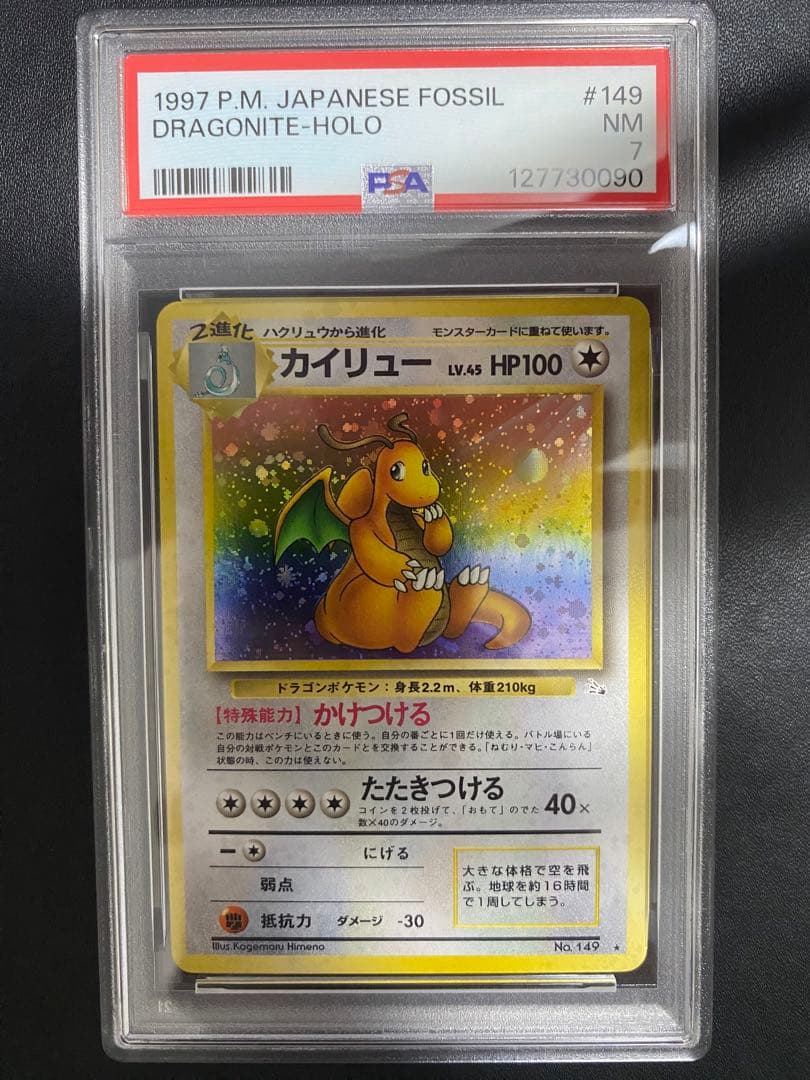 1997 P.M. JAPANESE FOSSIL #149
DRAGONITE-HOLO NM
7
PSA 127730090
2進化 ハクリュウから進化 モンスターカードに重ねて使います。
カイリュー LV.45 HP100
ドラゴンポケモン：身長2.2m、体重210kg
【特殊能力】 かけつける
この能力はベンチにいるときに使う。自分の番ごとに1回だけ使える。バトル場にいる
自分の対戦ポケモンとこのカードとを交換することができる。「ねむり・マヒ・こんらん」
状態の時、この力は使えない。
たたきつける
コインを2枚投げて、「おもて」のでた 40×
数×40のダメージ。
にげる
弱点
抵抗力 ダメージ -30
大きな体格で空を飛
ぶ。地球を約16時間
で1周してしまう。
Illus.Kagemaru Himeno No.149